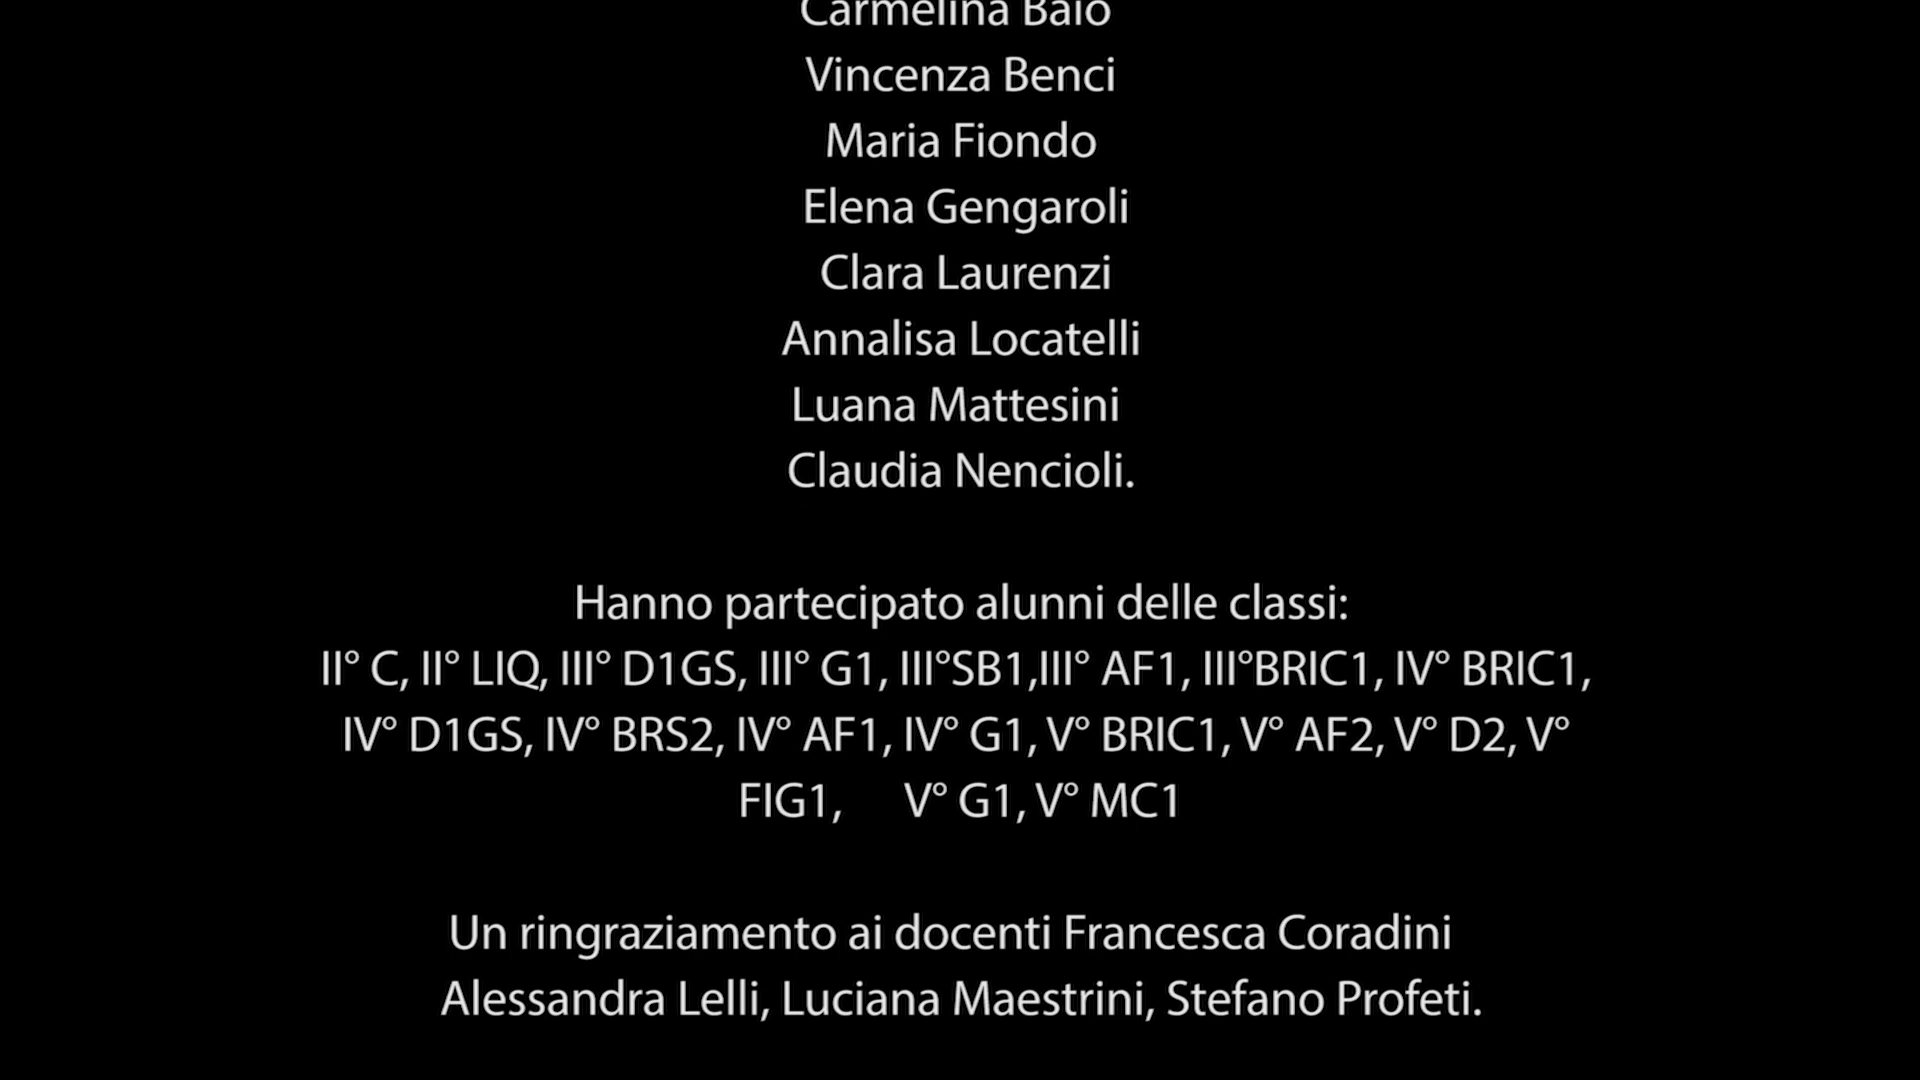 Carmelina Baio
Vincenza Benci
Maria Fiondo
Elena Gengaroli
Clara Laurenzi
Annalisa Locatelli
Luana Mattesini
Claudia Nencioli.
Hanno partecipato alunni delle classi:
II° C, II° LIQ, III° D1GS, III° G1, III°SB1,III° AF1, III°BRIC1, IV° BRIC1,
IV° D1GS, IV° BRS2, IV° AF1, IV° G1, V° BRIC1, V° AF2, V° D2, V°
FIG1, V° G1, V° MC1
Un ringraziamento ai docenti Francesca Coradini
Alessandra Lelli, Luciana Maestrini, Stefano Profeti.